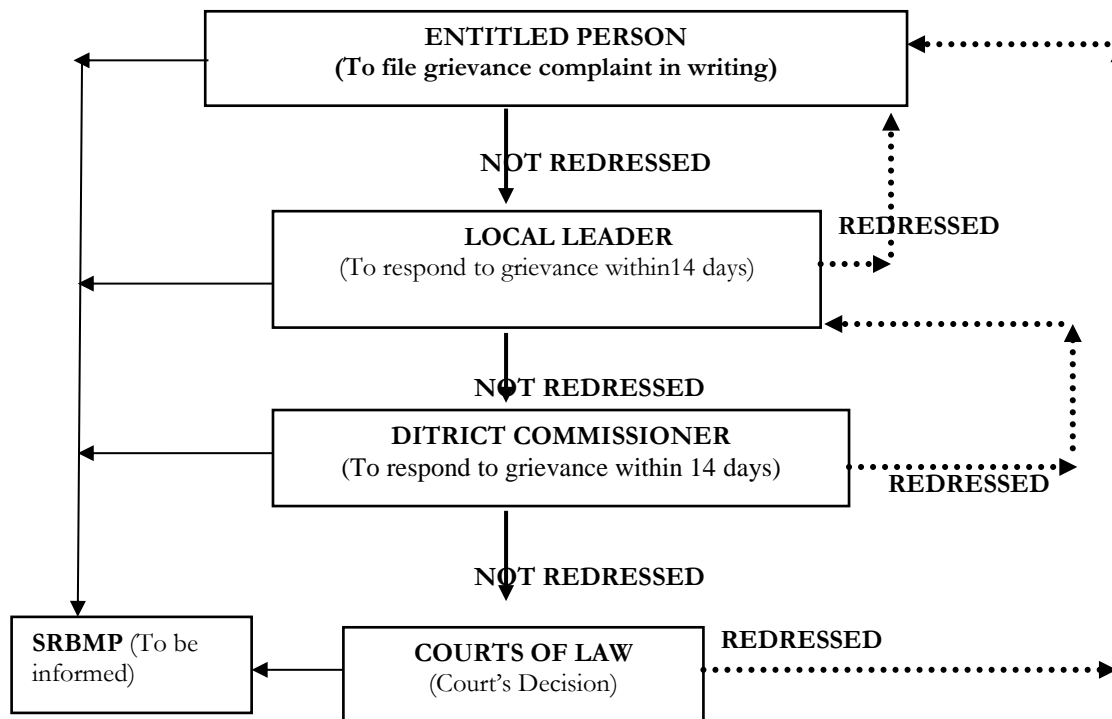 ENTITLED PERSON
(To file grievance complaint in writing)
NOT REDRESSED
LOCAL LEADER
(To respond to grievance within14 days)
REDRESSED
NOT REDRESSED
DITRICT COMMISSIONER
(To respond to grievance within 14 days)
REDRESSED
NOT REDRESSED
SRBMP (To be
informed)
COURTS OF LAW
(Court's Decision)
REDRESSED